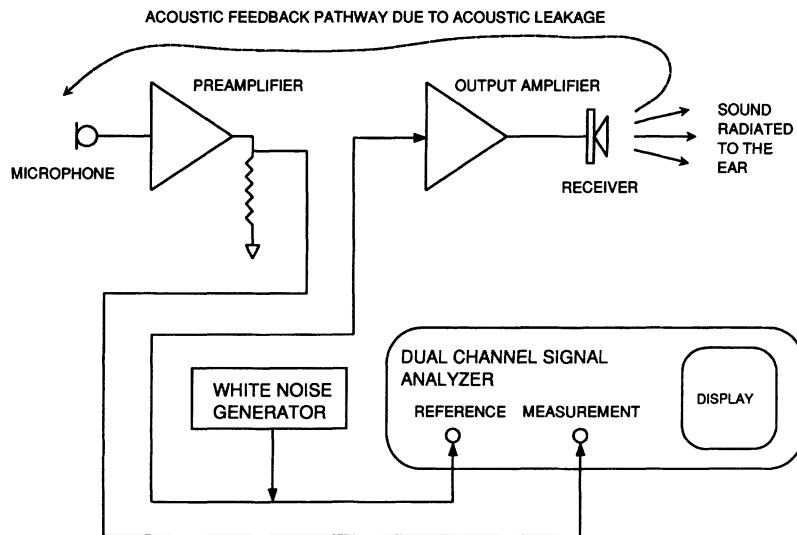 ACOUSTIC FEEDBACK PATHWAY DUE TO ACOUSTIC LEAKAGE
PREAMPLIFIER
OUTPUT AMPLIFIER
MICROPHONE
RECEIVER
SOUND
RADIATED
TO THE
EAR
WHITE NOISE
GENERATOR
DUAL CHANNEL SIGNAL
ANALYZER
REFERENCE
MEASUREMENT
DISPLAY